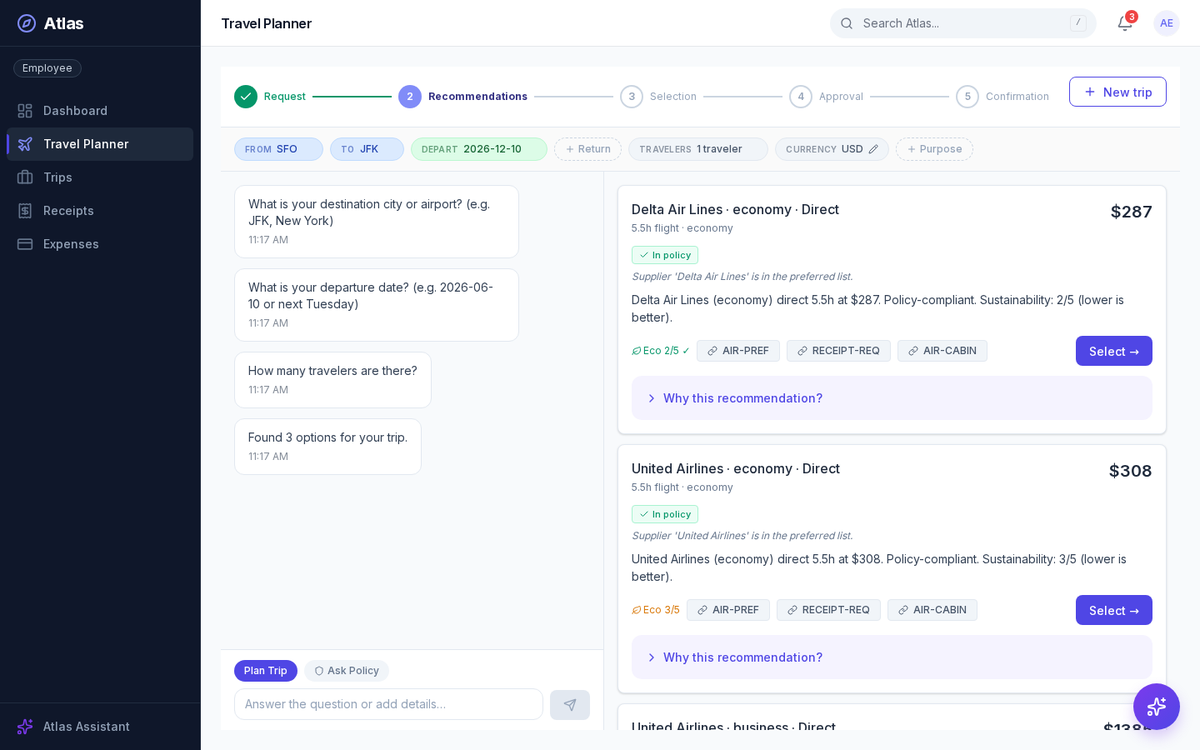 Atlas
Travel Planner
Search Atlas...
/
3
AE
Employee
Dashboard
Travel Planner
Trips
Receipts
Expenses
Atlas Assistant
Request
2
Recommendations
3
Selection
4
Approval
5
Confirmation
New trip
FROM SFO
TO JFK
DEPART 2026-12-10
+ Return
TRAVELERS 1 traveler
CURRENCY USD
+ Purpose
What is your destination city or airport? (e.g.
JFK, New York)
11:17 AM
What is your departure date? (e.g. 2026-06-
10 or next Tuesday)
11:17 AM
How many travelers are there?
11:17 AM
Found 3 options for your trip.
11:17 AM
Plan Trip
Ask Policy
Answer the question or add details…
Delta Air Lines · economy · Direct
$287
5.5h flight · economy
In policy
Supplier 'Delta Air Lines' is in the preferred list.
Delta Air Lines (economy) direct 5.5h at $287. Policy-compliant. Sustainability: 2/5 (lower is
better).
Eco 2/5 ✓
AIR-PREF
RECEIPT-REQ
AIR-CABIN
Select →
Why this recommendation?
United Airlines · economy · Direct
$308
5.5h flight · economy
In policy
Supplier 'United Airlines' is in the preferred list.
United Airlines (economy) direct 5.5h at $308. Policy-compliant. Sustainability: 3/5 (lower is
better).
Eco 3/5
AIR-PREF
RECEIPT-REQ
AIR-CABIN
Select →
Why this recommendation?
United Airlines · business · Direct